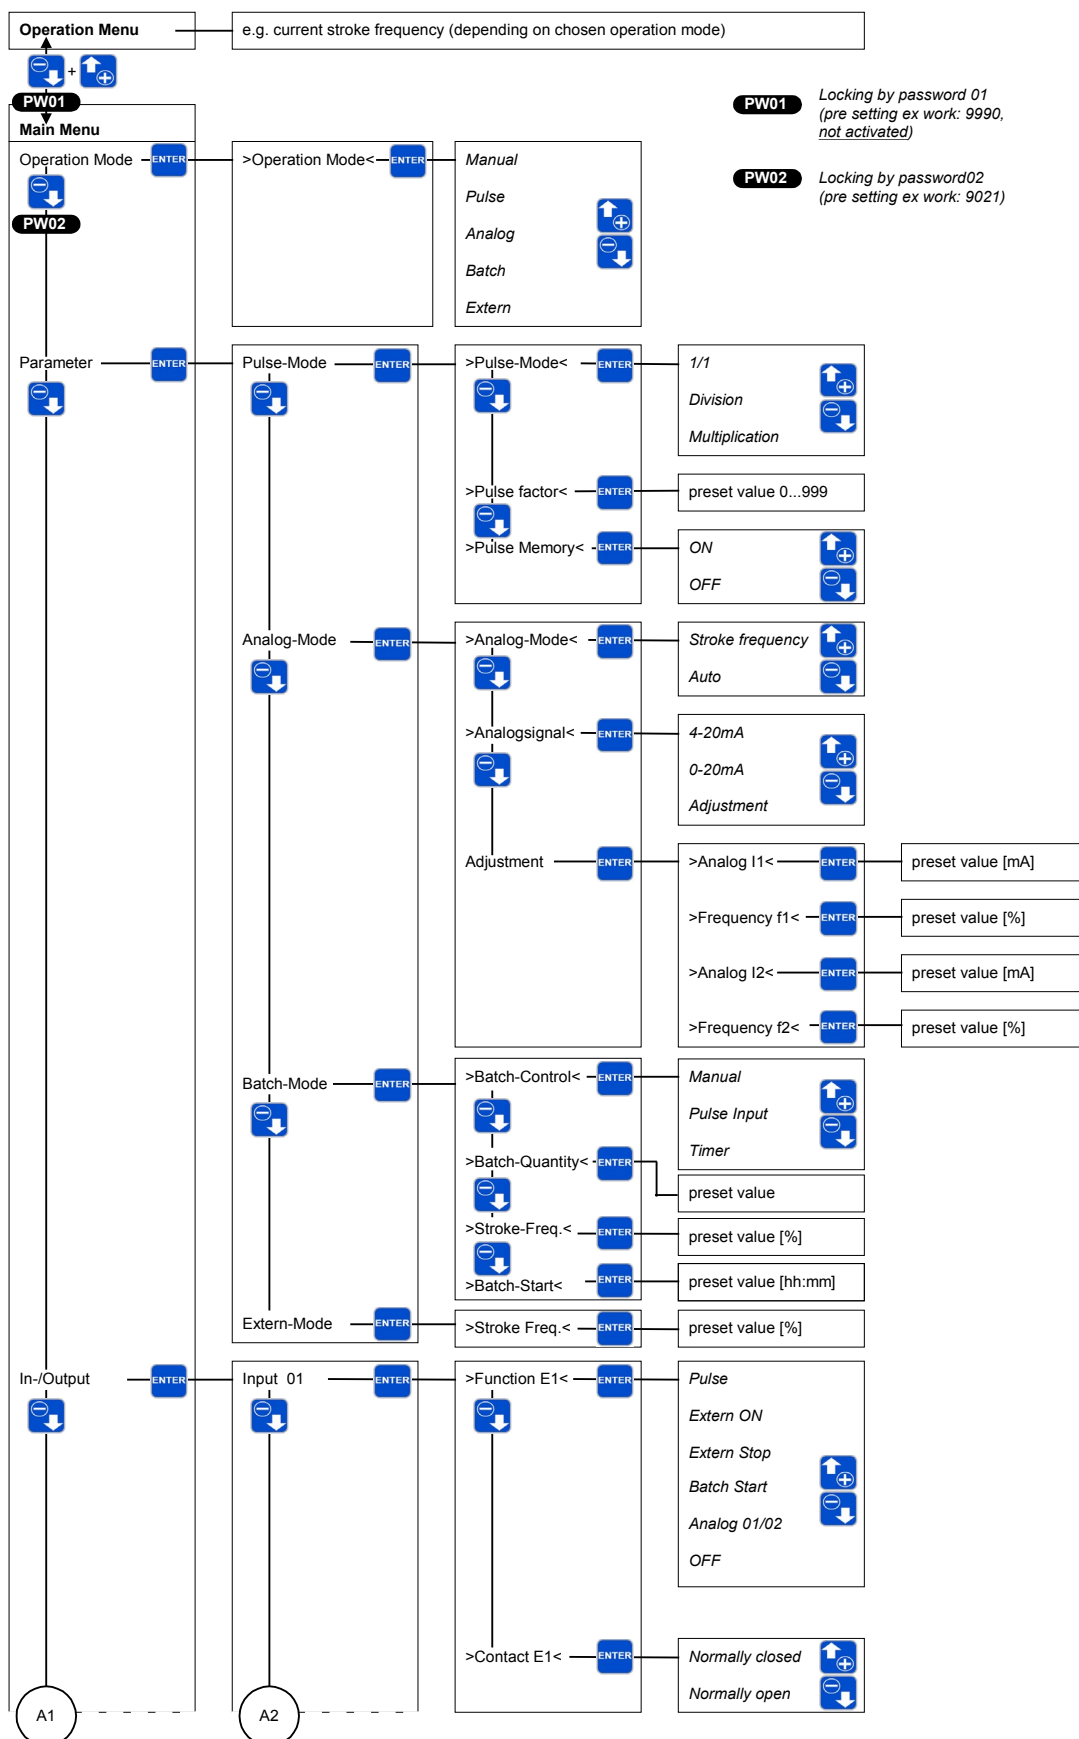 Operation Menu
e.g. current stroke frequency (depending on chosen operation mode)
+
PW01
Main Menu
PW01
Locking by password 01
(pre setting ex work: 9990,
not activated)
PW02
Locking by password02
(pre setting ex work: 9021)
Operation Mode
ENTER
>Operation Mode<
ENTER
Manual
Pulse
Analog
Batch
Extern
PW02
Parameter
ENTER
Pulse-Mode
ENTER
>Pulse-Mode<
ENTER
1/1
Division
Multiplication
>Pulse factor<
ENTER
preset value 0...999
>Pulse Memory<
ENTER
ON
OFF
Analog-Mode
ENTER
>Analog-Mode<
ENTER
Stroke frequency
Auto
>Analogsignal<
ENTER
4-20mA
0-20mA
Adjustment
Adjustment
ENTER
>Analog I1<
ENTER
preset value [mA]
>Frequency f1<
ENTER
preset value [%]
>Analog I2<
ENTER
preset value [mA]
>Frequency f2<
ENTER
preset value [%]
Batch-Mode
ENTER
>Batch-Control<
ENTER
Manual
Pulse Input
Timer
>Batch-Quantity<
ENTER
preset value
>Stroke-Freq.<
ENTER
preset value [%]
>Batch-Start<
ENTER
preset value [hh:mm]
Extern-Mode
ENTER
>Stroke Freq.<
ENTER
preset value [%]
In-/Output
ENTER
Input 01
ENTER
>Function E1<
ENTER
Pulse
Extern ON
Extern Stop
Batch Start
Analog 01/02
OFF
>Contact E1<
ENTER
Normally closed
Normally open
A1
A2